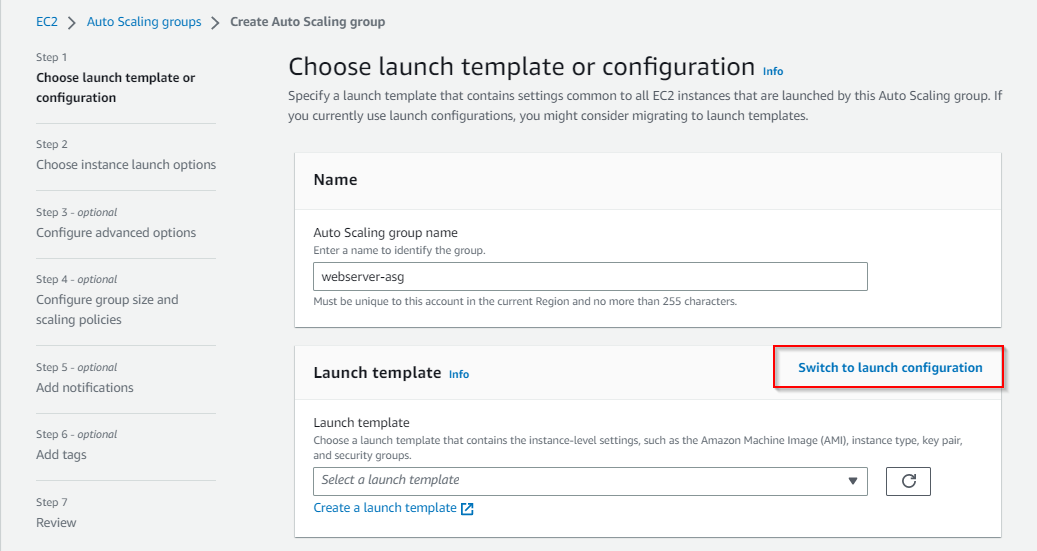 EC2 > Auto Scaling groups > Create Auto Scaling group
Step 1
Choose launch template or
configuration
Step 2
Choose instance launch options
Step 3 - optional
Configure advanced options
Step 4 - optional
Configure group size and
scaling policies
Step 5 - optional
Add notifications
Step 6 - optional
Add tags
Step 7
Review
Choose launch template or configuration Info
Specify a launch template that contains settings common to all EC2 instances that are launched by this Auto Scaling group. If
you currently use launch configurations, you might consider migrating to launch templates.
Name
Auto Scaling group name
Enter a name to identify the group.
webserver-asg
Must be unique to this account in the current Region and no more than 255 characters.
Launch template Info
Switch to launch configuration
Launch template
Choose a launch template that contains the instance-level settings, such as the Amazon Machine Image (AMI), instance type, key pair,
and security groups.
Select a launch template
Create a launch template